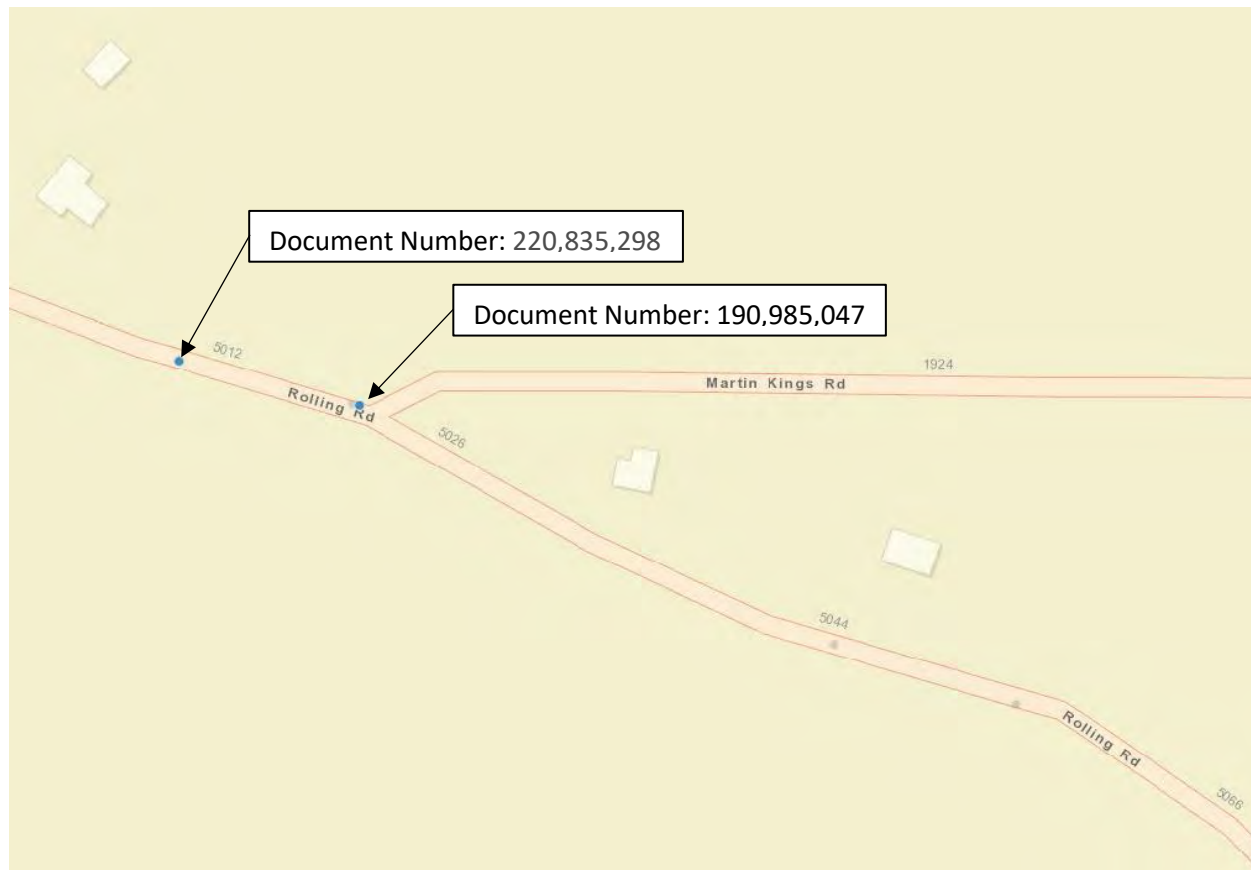 Document Number: 220,835,298
Document Number: 190,985,047
5012
1924
Martin Kings Rd
Rolling Rd
5026
5044
Rolling Rd
5066